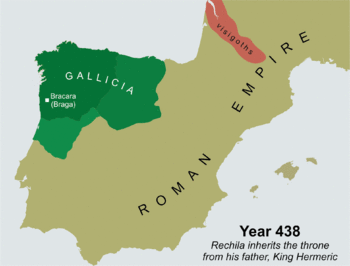 visigoths
GALLICIA
Bracara
(Braga)
ROMAN EMPIRE
Year 438
Rechila inherits the throne
from his father, King Hermeric